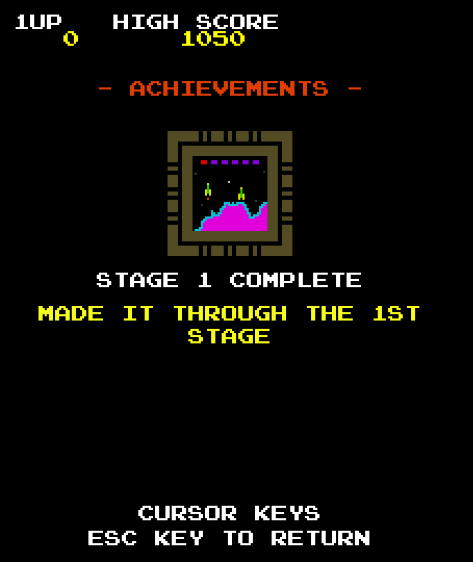 1UP HIGH SCORE
0 1050
- ACHIEVEMENTS -
STAGE 1 COMPLETE
MADE IT THROUGH THE 1ST
STAGE
CURSOR KEYS
ESC KEY TO RETURN